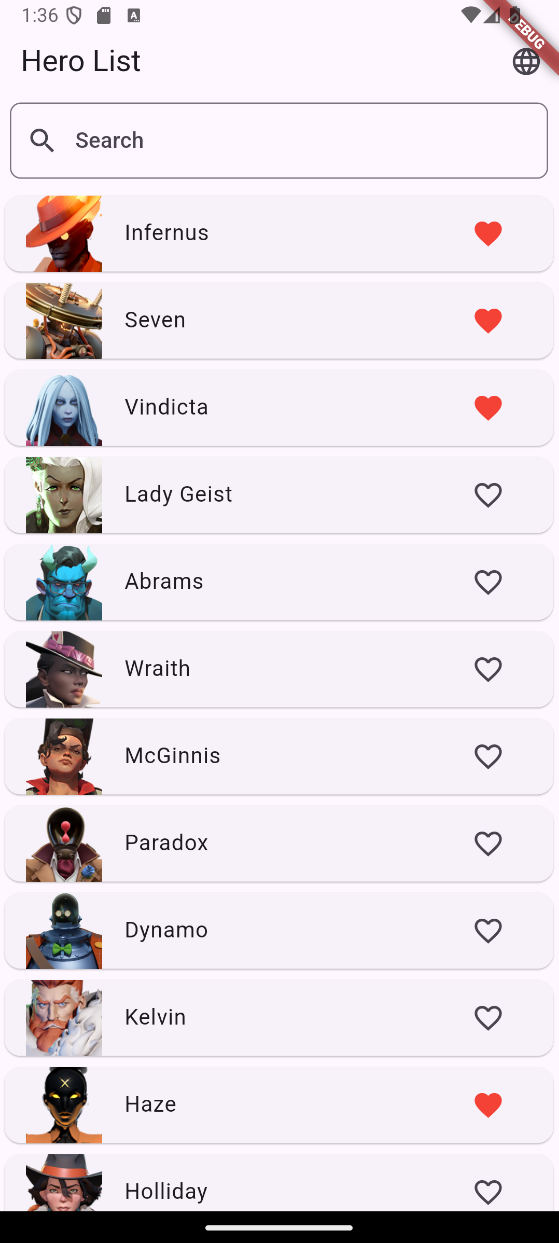 1:36
A
DEBUG
Hero List
Search
Infernus
Seven
Vindicta
Lady Geist
Abrams
Wraith
McGinnis
Paradox
Dynamo
Kelvin
Haze
Holliday